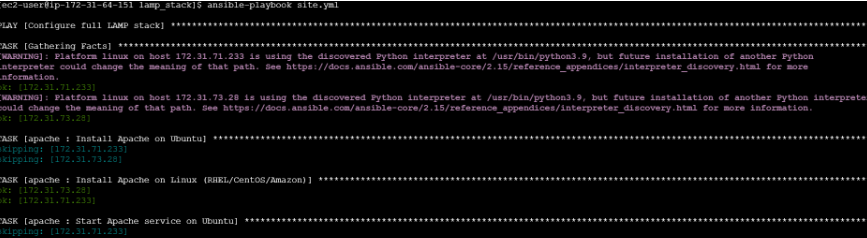 [ec2-user@ip-172-31-64-151 lamp_stack]$ ansible-playbook site.yml
PLAY [Configure full LAMP stack] ****************************************************************************************************
TASK [Gathering Facts] **************************************************************************************************************
[WARNING]: Platform linux on host 172.31.71.233 is using the discovered Python interpreter at /usr/bin/python3.9, but future installation of another Python
interpreter could change the meaning of that path. See https://docs.ansible.com/ansible-core/2.15/reference_appendices/interpreter_discovery.html for more
information.
ok: [172.31.71.233]
[WARNING]: Platform linux on host 172.31.73.28 is using the discovered Python interpreter at /usr/bin/python3.9, but future installation of another Python interpreter
could change the meaning of that path. See https://docs.ansible.com/ansible-core/2.15/reference_appendices/interpreter_discovery.html for more information.
ok: [172.31.73.28]
TASK [apache : Install Apache on Ubuntu] ********************************************************************************************
skipping: [172.31.71.233]
skipping: [172.31.73.28]
TASK [apache : Install Apache on Linux (RHEL/CentOS/Amazon)] ************************************************************************
ok: [172.31.73.28]
ok: [172.31.71.233]
TASK [apache : Start Apache service on Ubuntu] **************************************************************************************
skipping: [172.31.71.233]